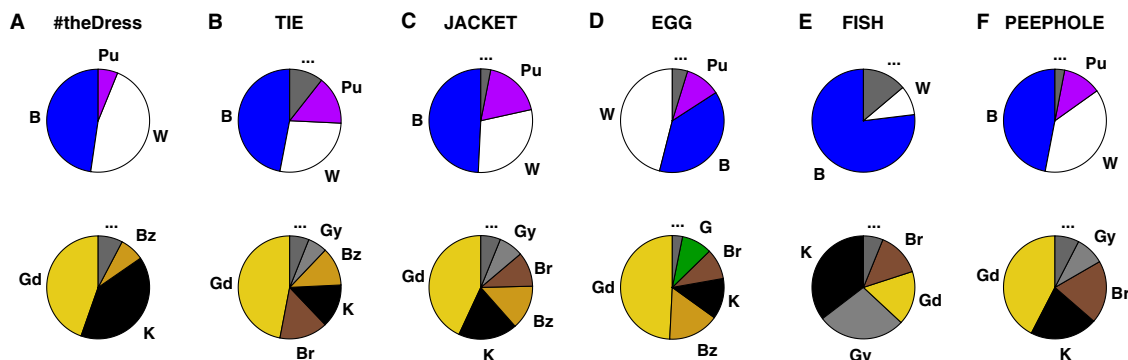 A #theDress B TIE C JACKET D EGG E FISH F PEEPHOLE
Pu
B
W
...
Pu
B
W
...
Pu
B
W
...
Pu
W
B
...
W
B
...
Pu
B
W
...
Bz
Gd
K
...
Gy
Bz
Gd
K
Br
...
Gy
Br
Gd
Bz
K
...
G
Br
Gd
K
Bz
...
K
Br
Gd
Gy
...
Gy
Gd
Br
K